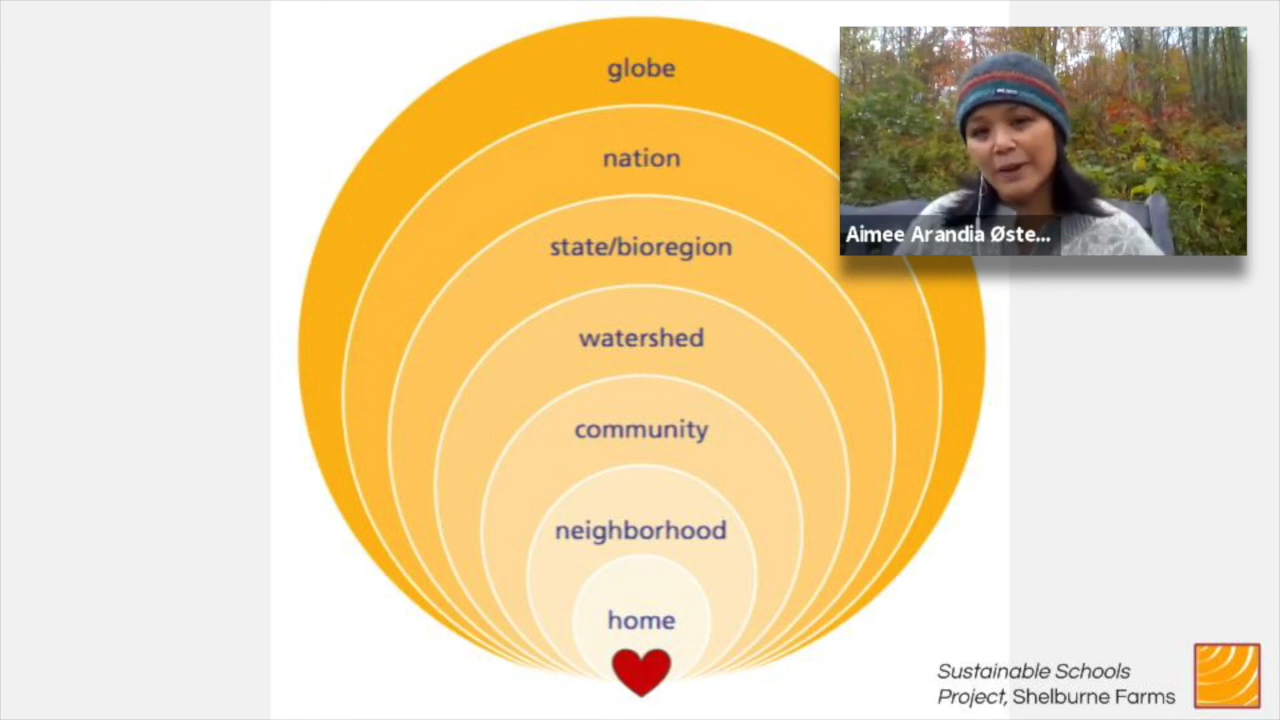 globe
nation
state/bioregion
watershed
community
neighborhood
home
Aimee Arandia Øste...
Sustainable Schools
Project, Shelburne Farms